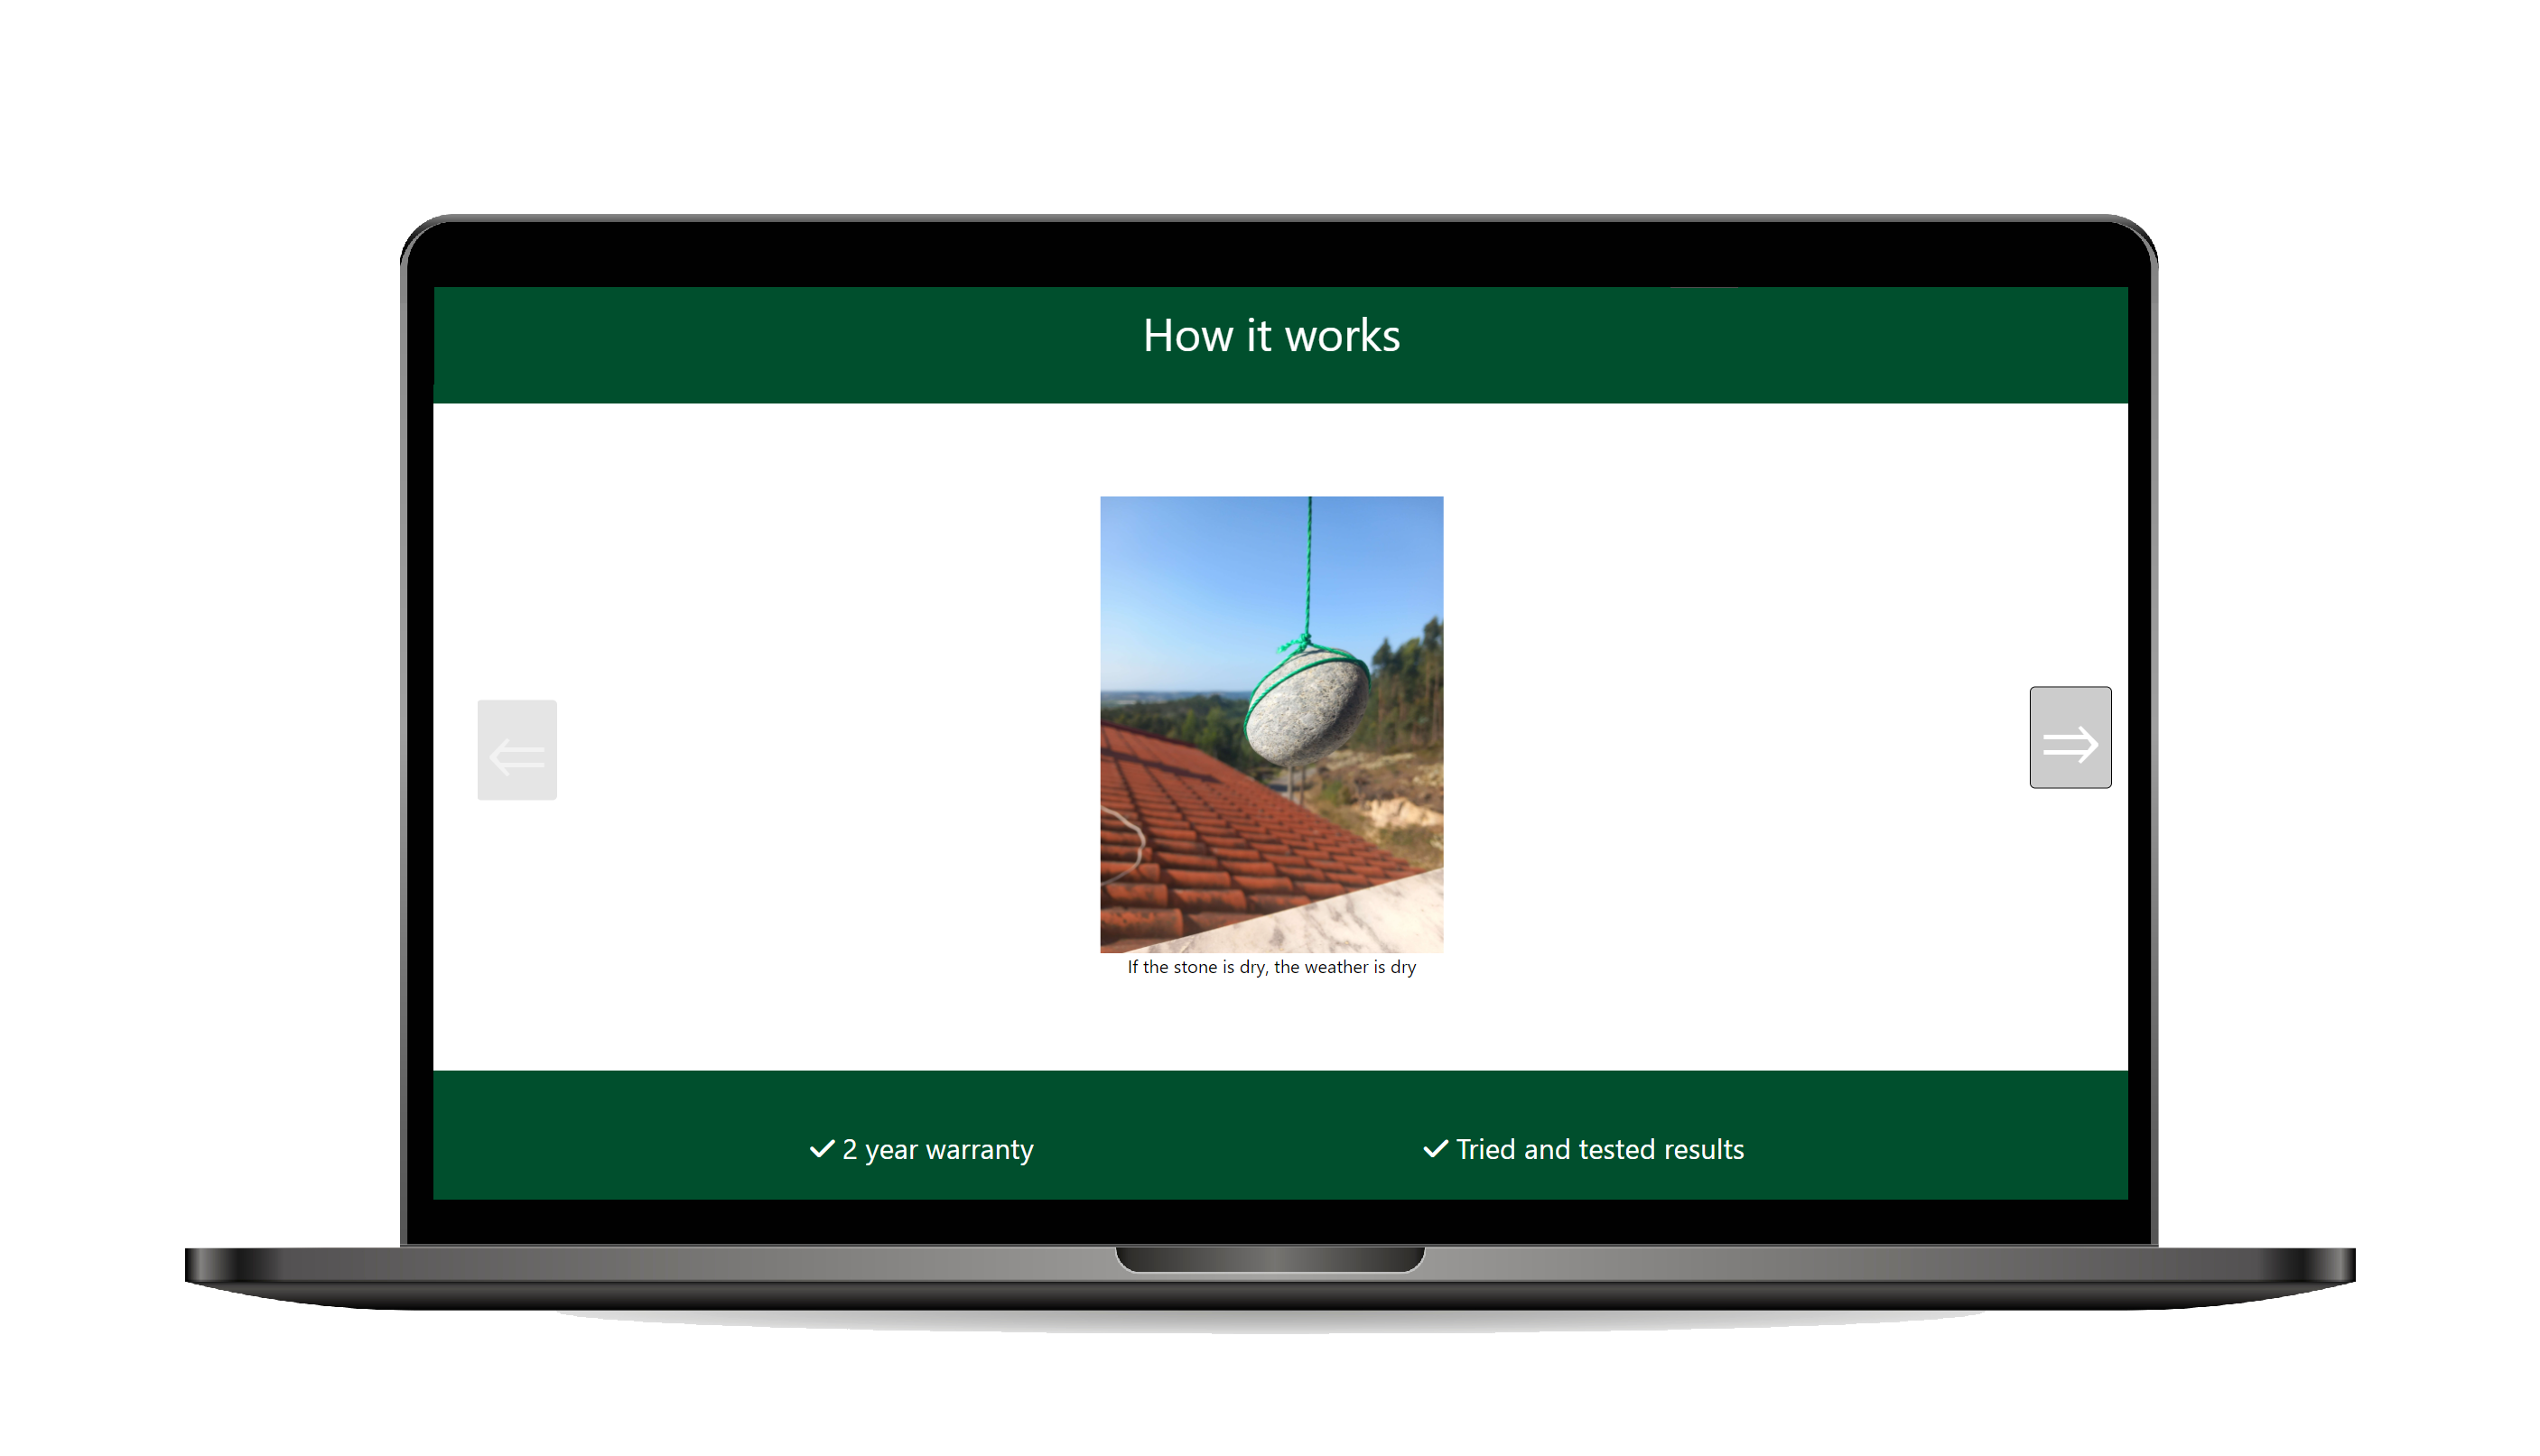 How it works
⇐
⇒
If the stone is dry, the weather is dry
✓ 2 year warranty
✓ Tried and tested results